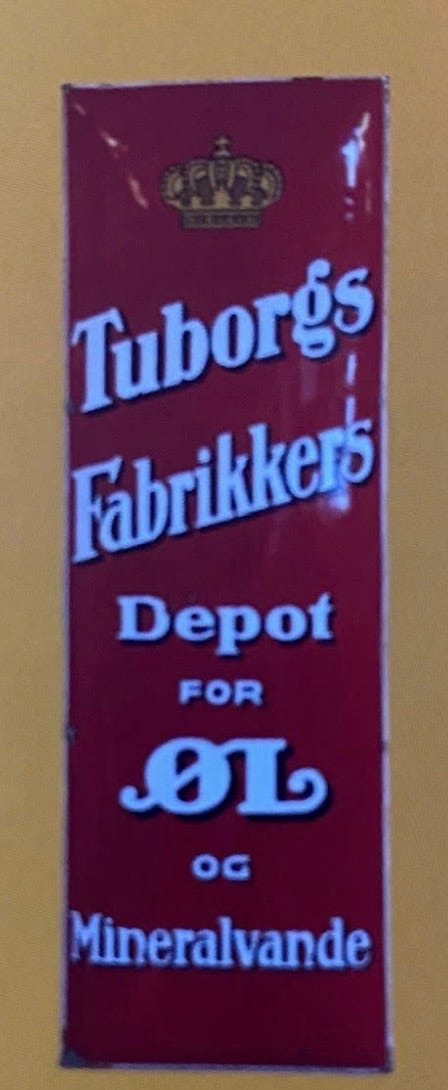 Tuborgs
Fabrikkers
Depot
FOR
ØL
OG
Mineralvande